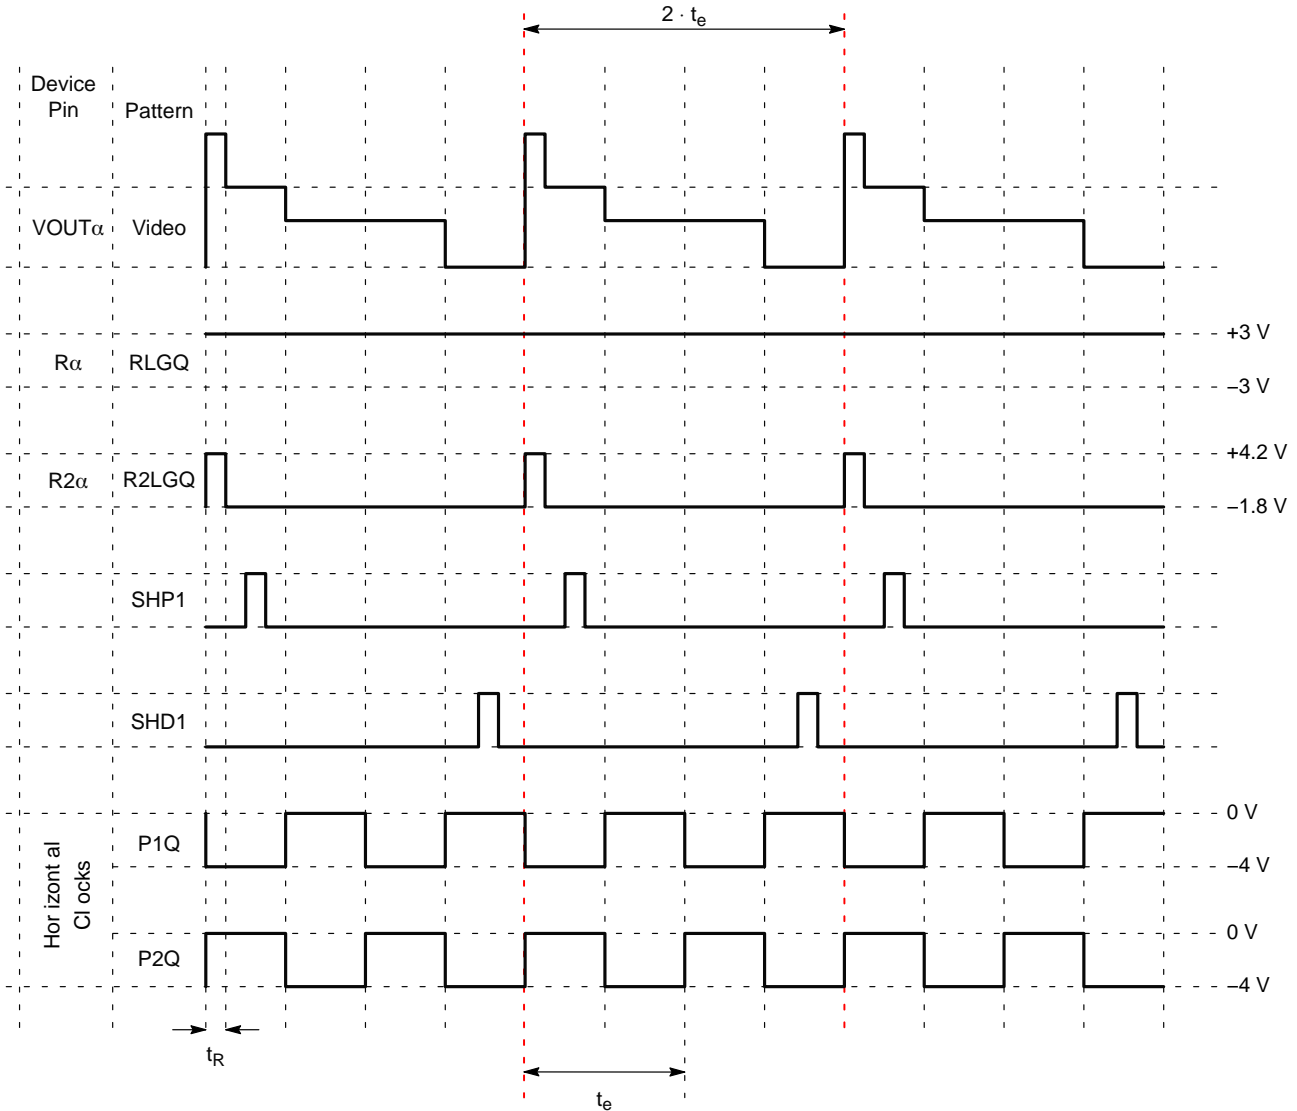 2 · te
Device
Pin
Pattern
VOUTα
Video
Rα
RLGQ
+3 V
−3 V
R2α
R2LGQ
+4.2 V
−1.8 V
SHP1
SHD1
Hor izont al
Cl ocks
P1Q
0 V
−4 V
P2Q
0 V
−4 V
tR
te